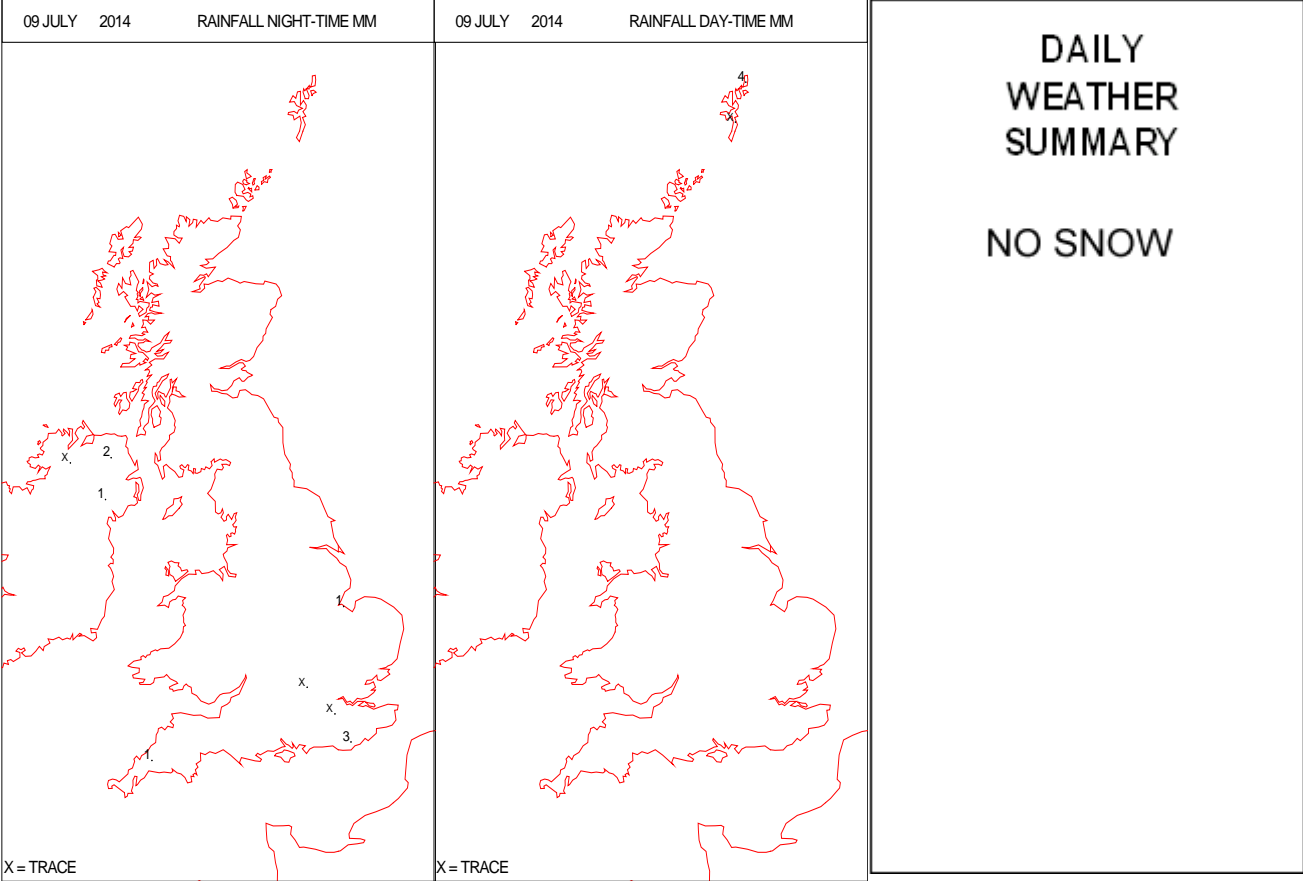 09 JULY 2014 RAINFALL NIGHT-TIME MM
X.
2.
1.
1.
X.
X.
3.
1.
X = TRACE
09 JULY 2014 RAINFALL DAY-TIME MM
4.
X.
X = TRACE
DAILY
WEATHER
SUMMARY
NO SNOW